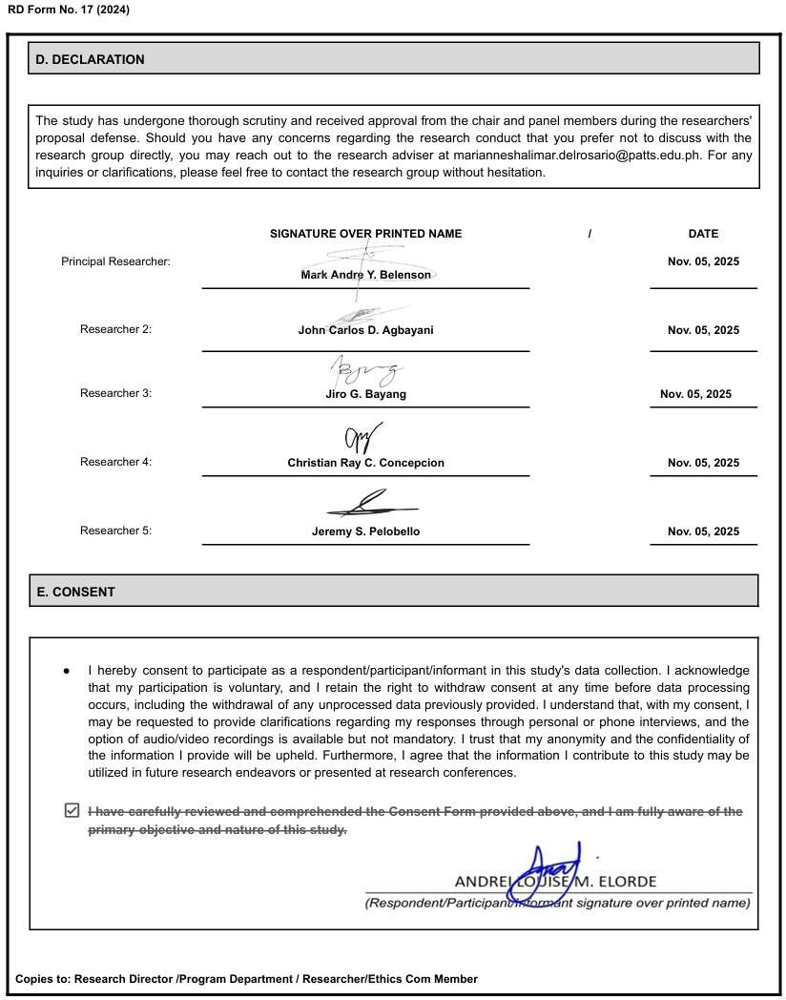 RD Form No. 17 (2024)
D. DECLARATION
The study has undergone thorough scrutiny and received approval from the chair and panel members during the researchers'
proposal defense. Should you have any concerns regarding the research conduct that you prefer not to discuss with the
research group directly, you may reach out to the research adviser at marianneshalimar.delrosario@patts.edu.ph. For any
inquiries or clarifications, please feel free to contact the research group without hesitation.
SIGNATURE OVER PRINTED NAME / DATE
Principal Researcher: Mark Andre Y. Belenson Nov. 05, 2025
Researcher 2: John Carlos D. Agbayani Nov. 05, 2025
Researcher 3: Jiro G. Bayang Nov. 05, 2025
Researcher 4: Christian Ray C. Concepcion Nov. 05, 2025
Researcher 5: Jeremy S. Pelobello Nov. 05, 2025
E. CONSENT
● I hereby consent to participate as a respondent/participant/informant in this study's data collection. I acknowledge
that my participation is voluntary, and I retain the right to withdraw consent at any time before data processing
occurs, including the withdrawal of any unprocessed data previously provided. I understand that, with my consent, I
may be requested to provide clarifications regarding my responses through personal or phone interviews, and the
option of audio/video recordings is available but not mandatory. I trust that my anonymity and the confidentiality of
the information I provide will be upheld. Furthermore, I agree that the information I contribute to this study may be
utilized in future research endeavors or presented at research conferences.
☑ I have carefully reviewed and comprehended the Consent Form provided above, and I am fully aware of the
primary objective and nature of this study.
ANDREI LOUISE M. ELORDE
(Respondent/Participant/Informant signature over printed name)
Copies to: Research Director /Program Department / Researcher/Ethics Com Member